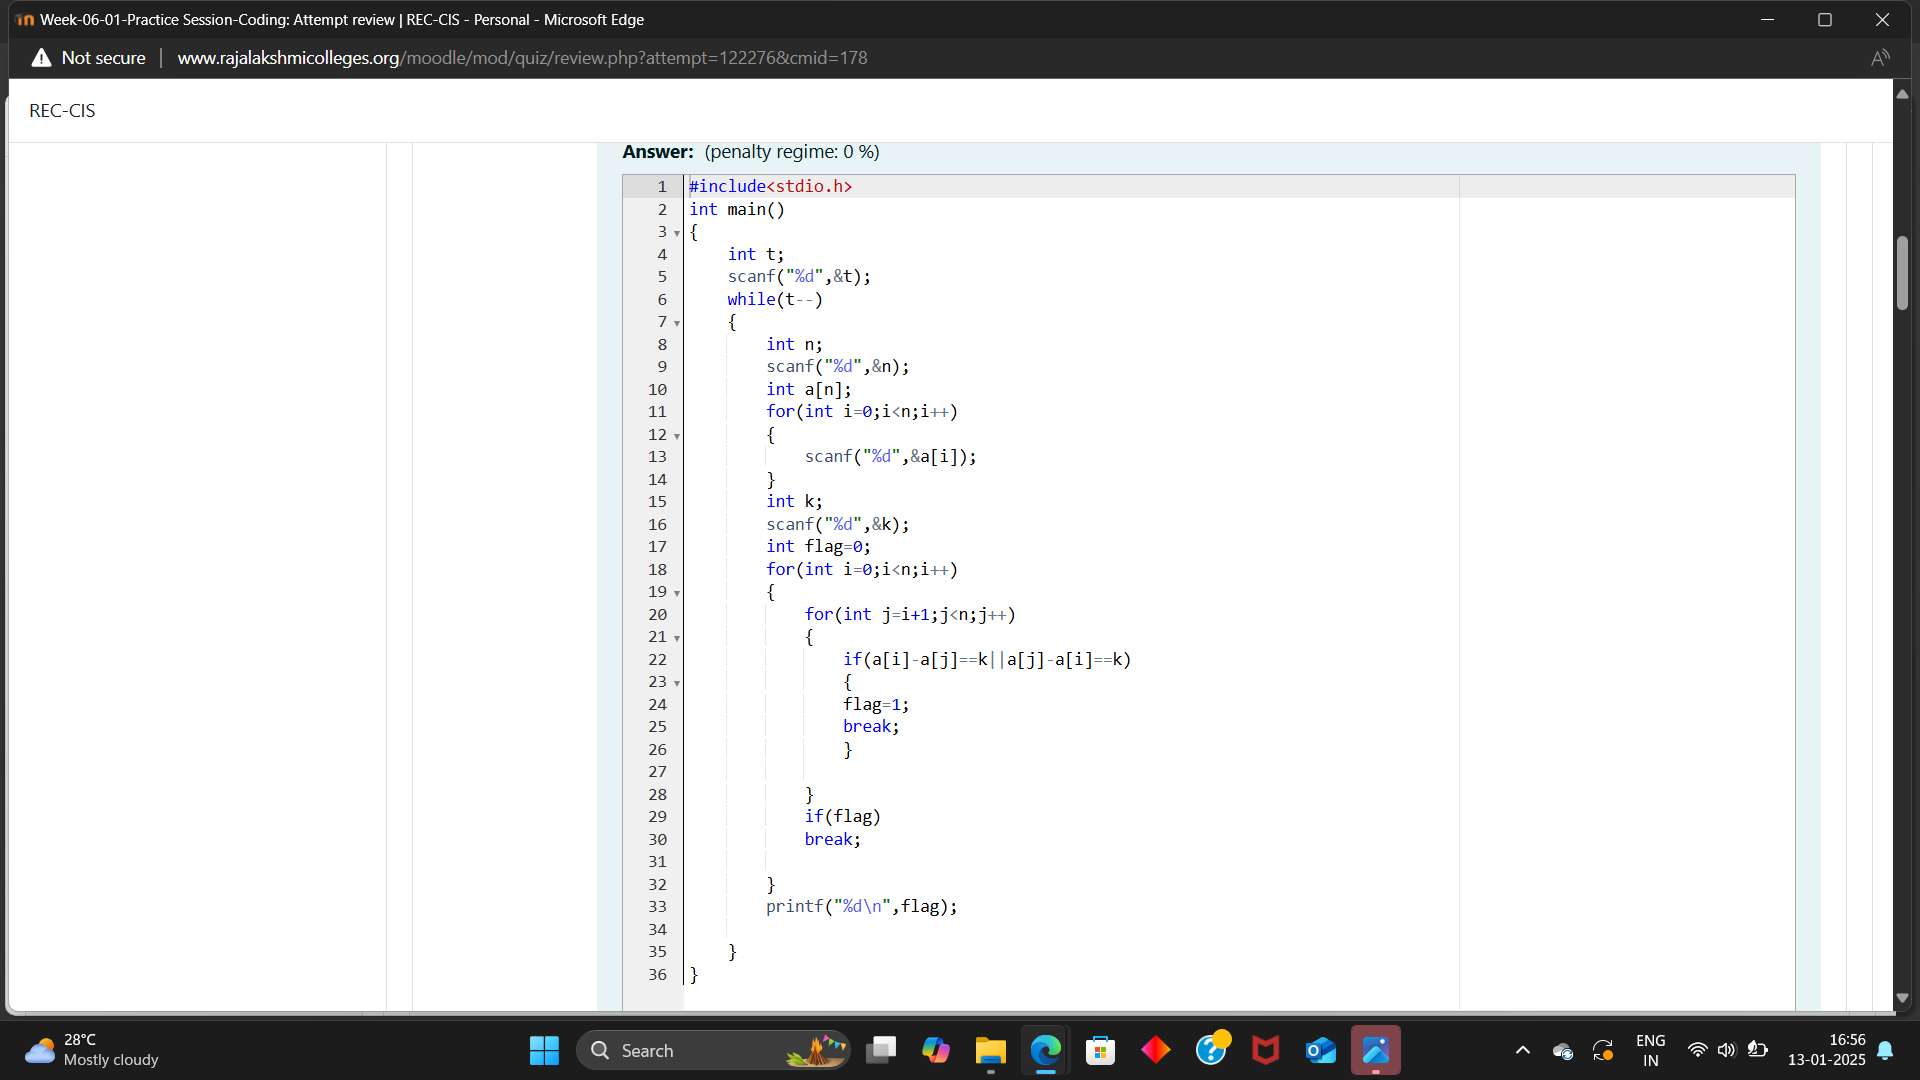 Week-06-01-Practice Session-Coding: Attempt review | REC-CIS - Personal - Microsoft Edge
Not secure | www.rajalakshmicolleges.org/moodle/mod/quiz/review.php?attempt=122276&cmid=178
REC-CIS
Answer: (penalty regime: 0 %)
1 #include<stdio.h>
2 int main()
3 {
4 int t;
5 scanf("%d",&t);
6 while(t--)
7 {
8 int n;
9 scanf("%d",&n);
10 int a[n];
11 for(int i=0;i<n;i++)
12 {
13 scanf("%d",&a[i]);
14 }
15 int k;
16 scanf("%d",&k);
17 int flag=0;
18 for(int i=0;i<n;i++)
19 {
20 for(int j=i+1;j<n;j++)
21 {
22 if(a[i]-a[j]==k||a[j]-a[i]==k)
23 {
24 flag=1;
25 break;
26 }
27
28 }
29 if(flag)
30 break;
31
32 }
33 printf("%d\n",flag);
34
35 }
36 }
28°C
Mostly cloudy
Search
ENG
IN
16:56
13-01-2025